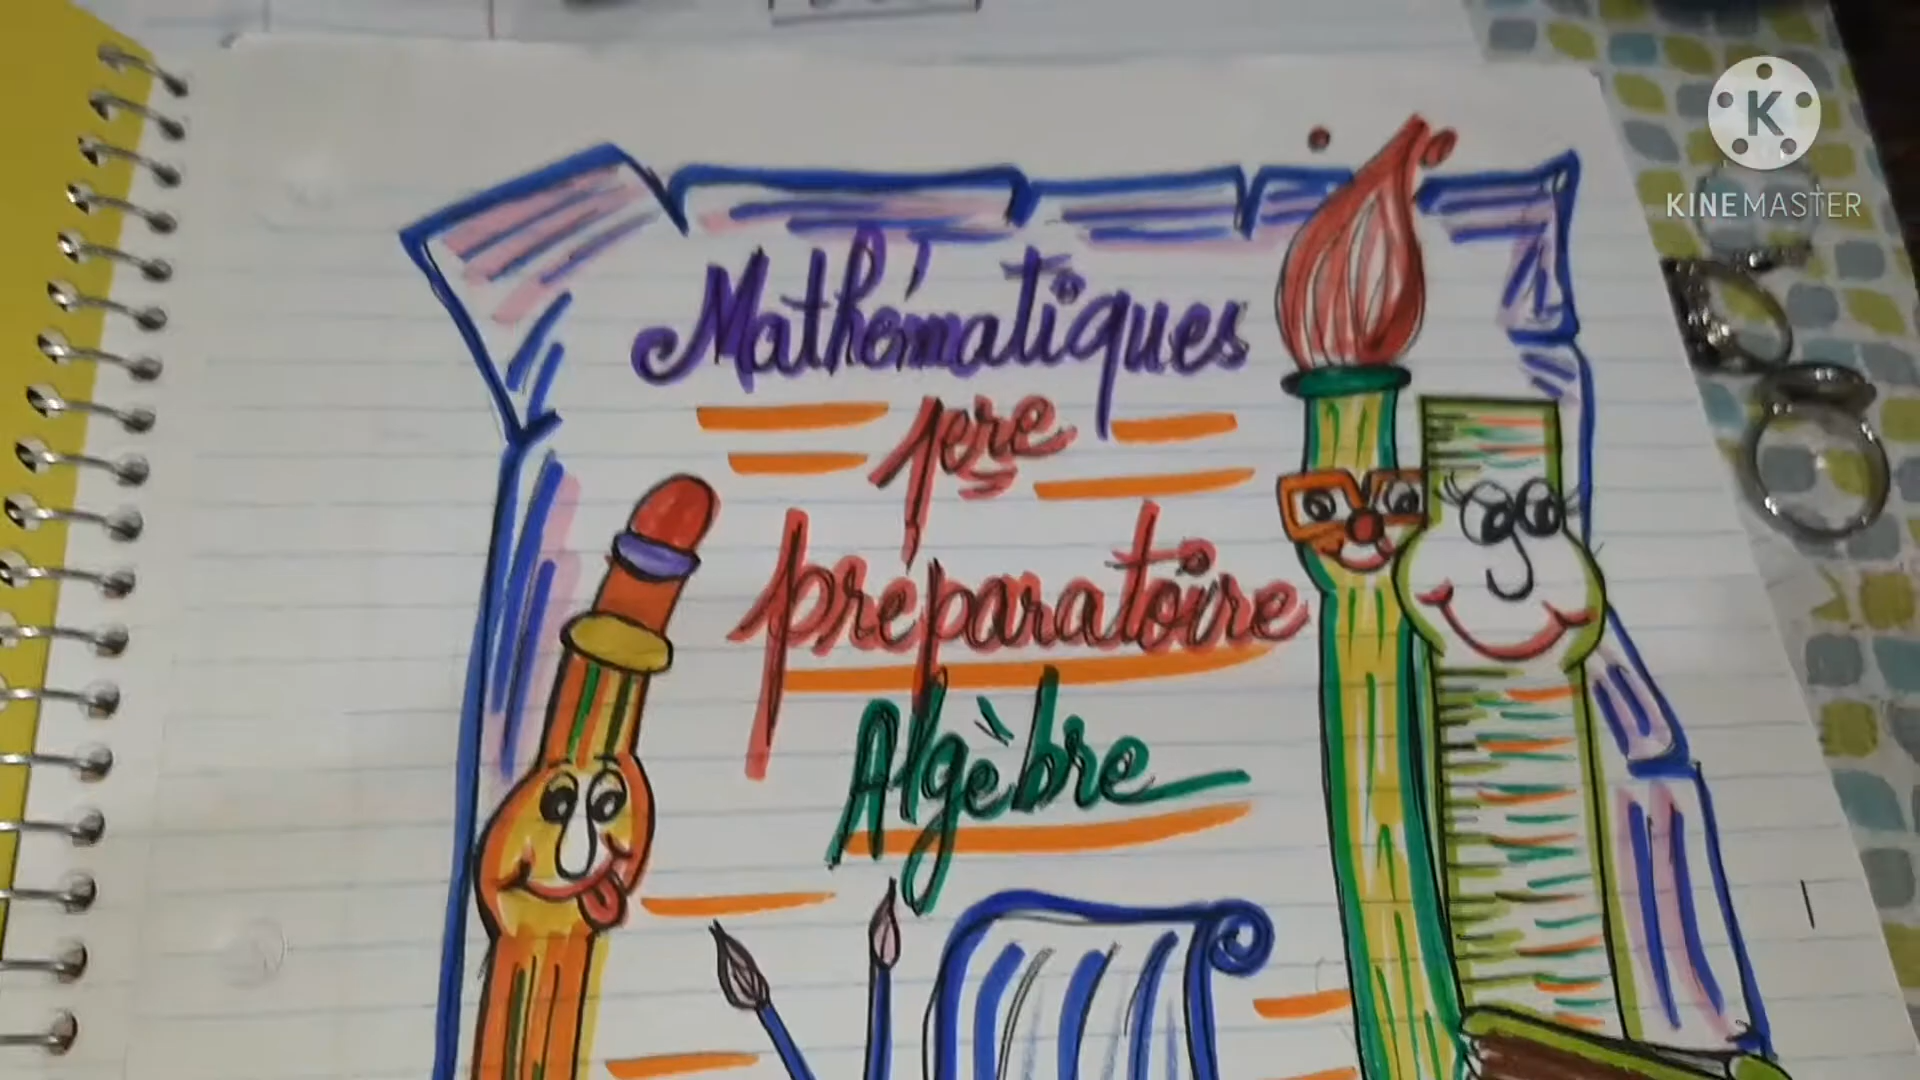 Mathématiques
1ère
préparatoire
Algèbre
K
KINEMASTER